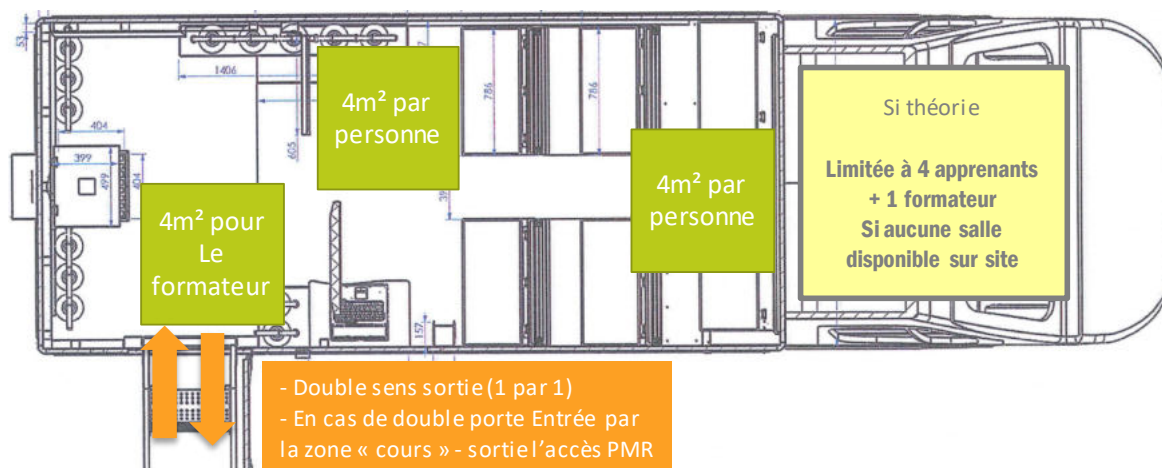 53
1406
7
786
786
605
404
399
499
404
39
157
4m² par
personne
4m² par
personne
4m² pour
Le
formateur
Si théorie
Limitée à 4 apprenants
+ 1 formateur
Si aucune salle
disponible sur site
- Double sens sortie (1 par 1)
- En cas de double porte Entrée par
la zone « cours » - sortie l’accès PMR